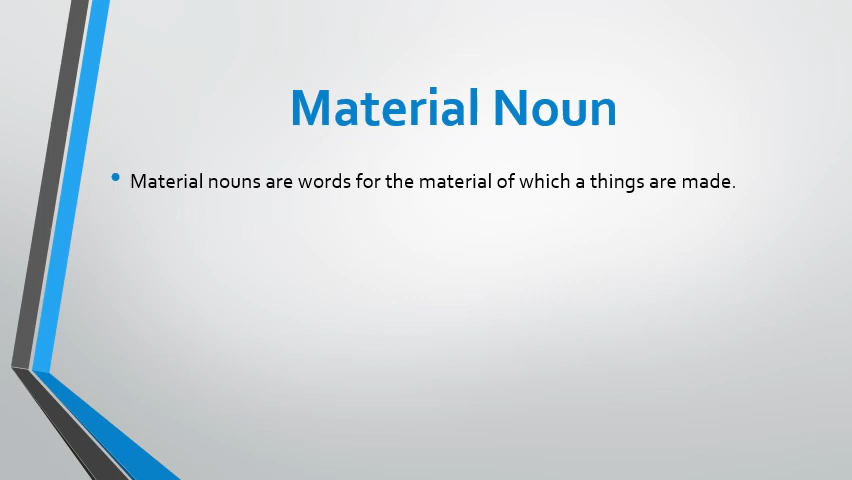 Material Noun
• Material nouns are words for the material of which a things are made.